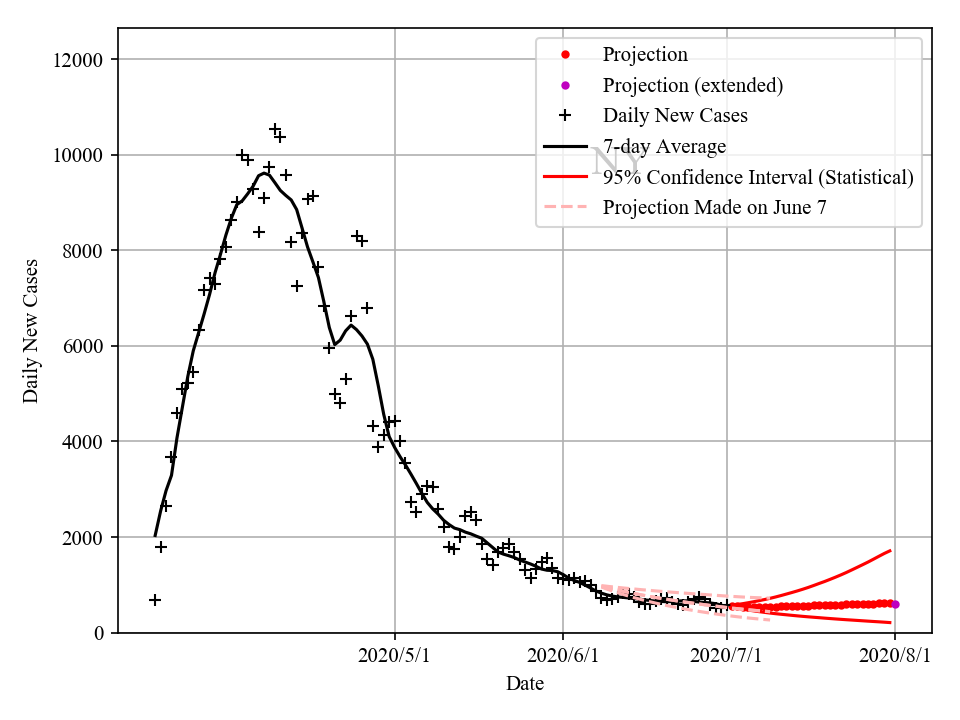 12000
10000
8000
6000
4000
2000
0
Daily New Cases
Projection
Projection (extended)
Daily New Cases
7-day Average
NY
95% Confidence Interval (Statistical)
Projection Made on June 7
2020/5/1
2020/6/1
2020/7/1
2020/8/1
Date